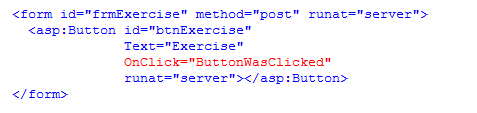 <form id="frmExercise" method="post" runat="server">
<asp:Button id="btnExercise"
Text="Exercise"
OnClick="ButtonWasClicked"
runat="server"></asp:Button>
</form>